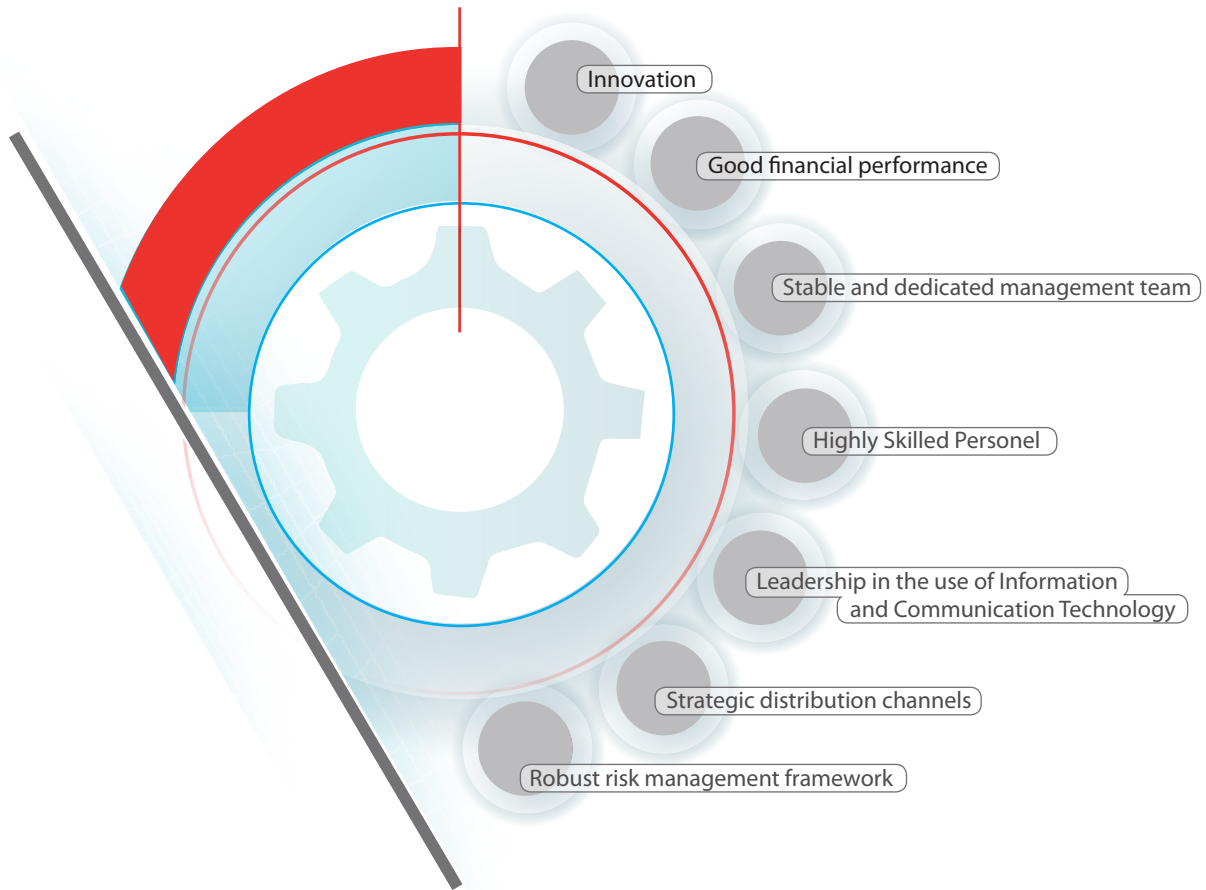 Innovation
Good financial performance
Stable and dedicated management team
Highly Skilled Personel
Leadership in the use of Information
and Communication Technology
Strategic distribution channels
Robust risk management framework